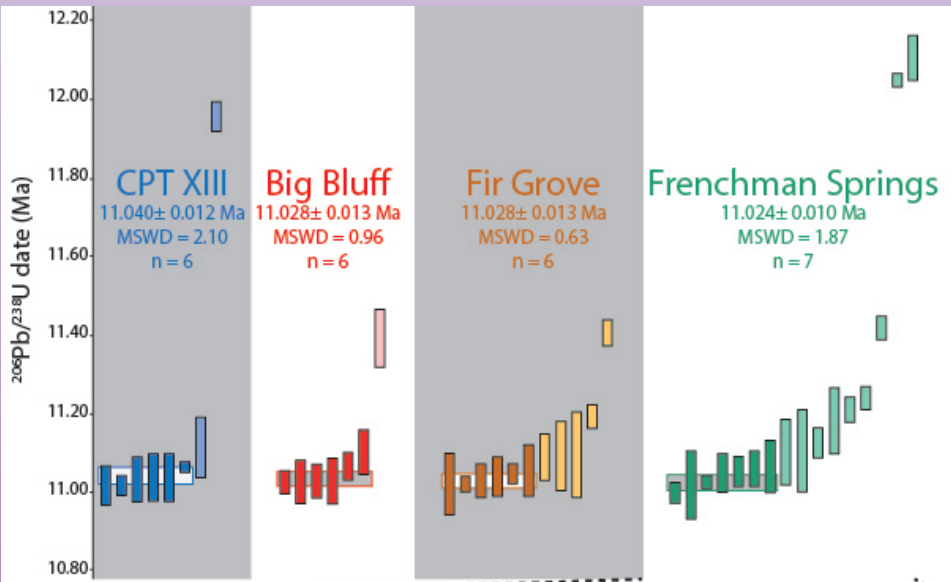 12.20
12.00
11.80
11.60
11.40
11.20
11.00
10.80
²⁰⁶Pb/²³⁸U date (Ma)
CPT XIII
11.040± 0.012 Ma
MSWD = 2.10
n = 6
Big Bluff
11.028± 0.013 Ma
MSWD = 0.96
n = 6
Fir Grove
11.028± 0.013 Ma
MSWD = 0.63
n = 6
Frenchman Springs
11.024± 0.010 Ma
MSWD = 1.87
n = 7